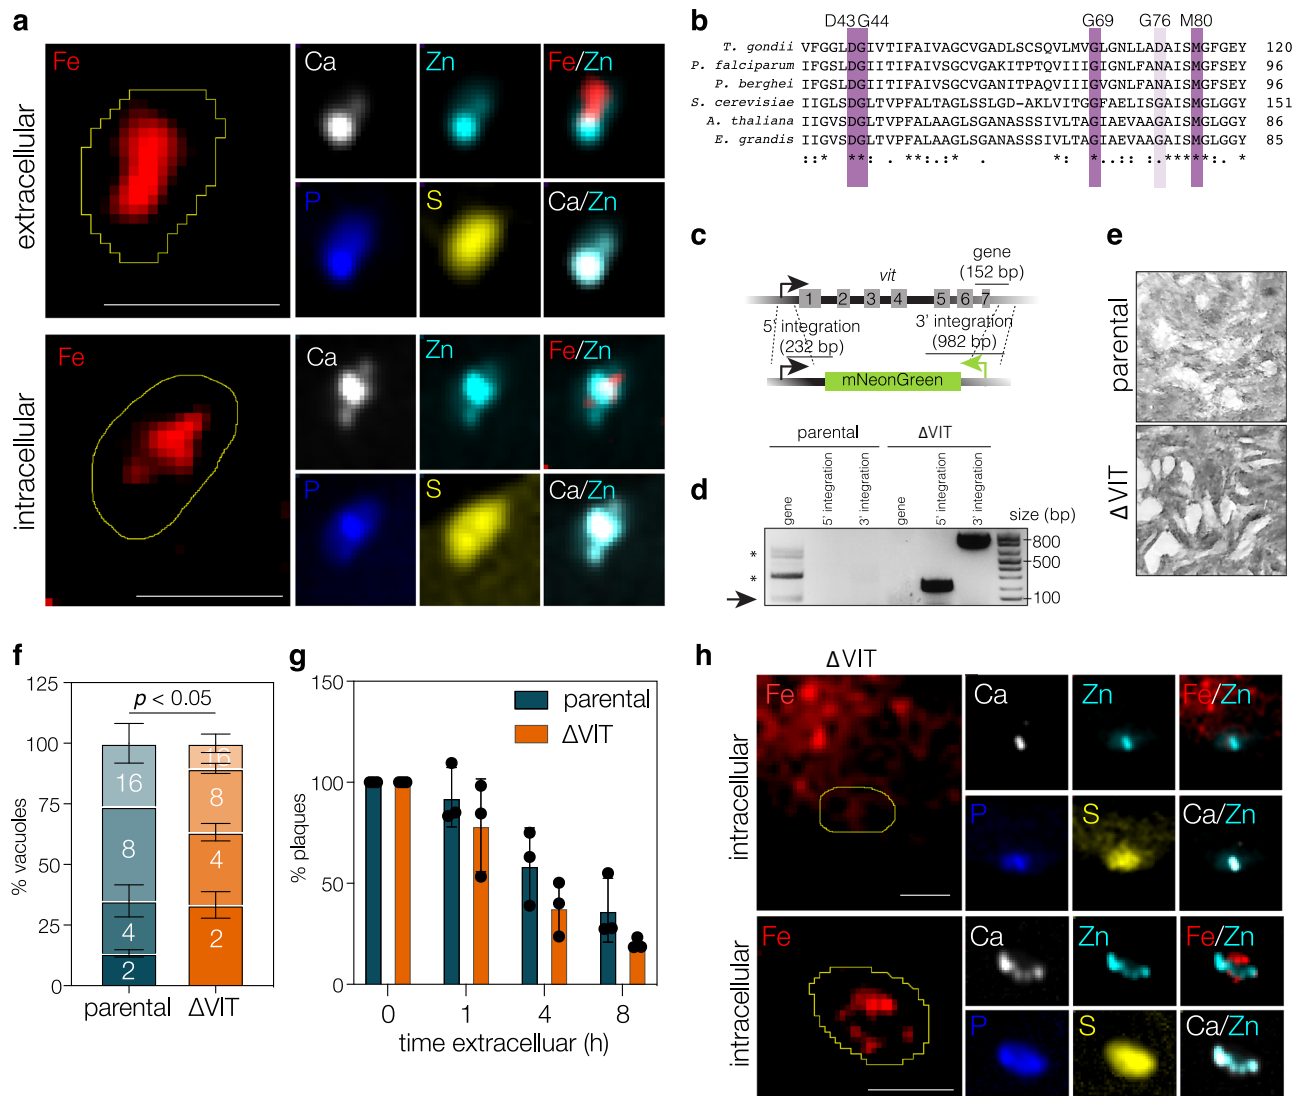 a
extracellular
Fe
Ca
Zn
Fe/Zn
P
S
Ca/Zn
intracellular
Fe
Ca
Zn
Fe/Zn
P
S
Ca/Zn
b
D43 G44 G69 G76 M80
T. gondii VFGGLDGIVTIFAIVAGCVGADLSCSQVLMVGLGNLLADAISMGFGEY 120
P. falciparum IFGSLDGIITIFAIVSGCVGAKITPTQVIIIGIGNLFANAISMGFSEY 96
P. berghei IFGSLDGIITIFAIVSGCVGAKITPAQVIIIGVGNLFANAISMGFSEY 96
S. cerevisiae IIGLSDGLTVPFALTAGLSSLGD-AKLVITGGFAELISGAISMGLGGY 151
A. thaliana IIGVSDGLTVPFALAAGLSGANASSSIVLTAGIAEVAAGAISMGLGGY 86
E. grandis IIGVSDGLTVPFALAAGLSGANASSSIVLTAGIAEVAAGAISMGLGGY 85
c
vit
gene
(152 bp)
1 2 3 4 5 6 7
5' integration
(232 bp)
3' integration
(982 bp)
mNeonGreen
d
parental ΔVIT
gene
5' integration
3' integration
gene
5' integration
3' integration
size (bp)
*
*
800
500
100
e
parental
ΔVIT
f
p < 0.05
% vacuoles
125
100
75
50
25
0
16
8
4
2
16
8
4
2
parental ΔVIT
g
% plaques
150
100
50
0
parental
ΔVIT
0 1 4 8
time extracelluar (h)
h
ΔVIT
intracellular
Fe
Ca
Zn
Fe/Zn
P
S
Ca/Zn
intracellular
Fe
Ca
Zn
Fe/Zn
P
S
Ca/Zn